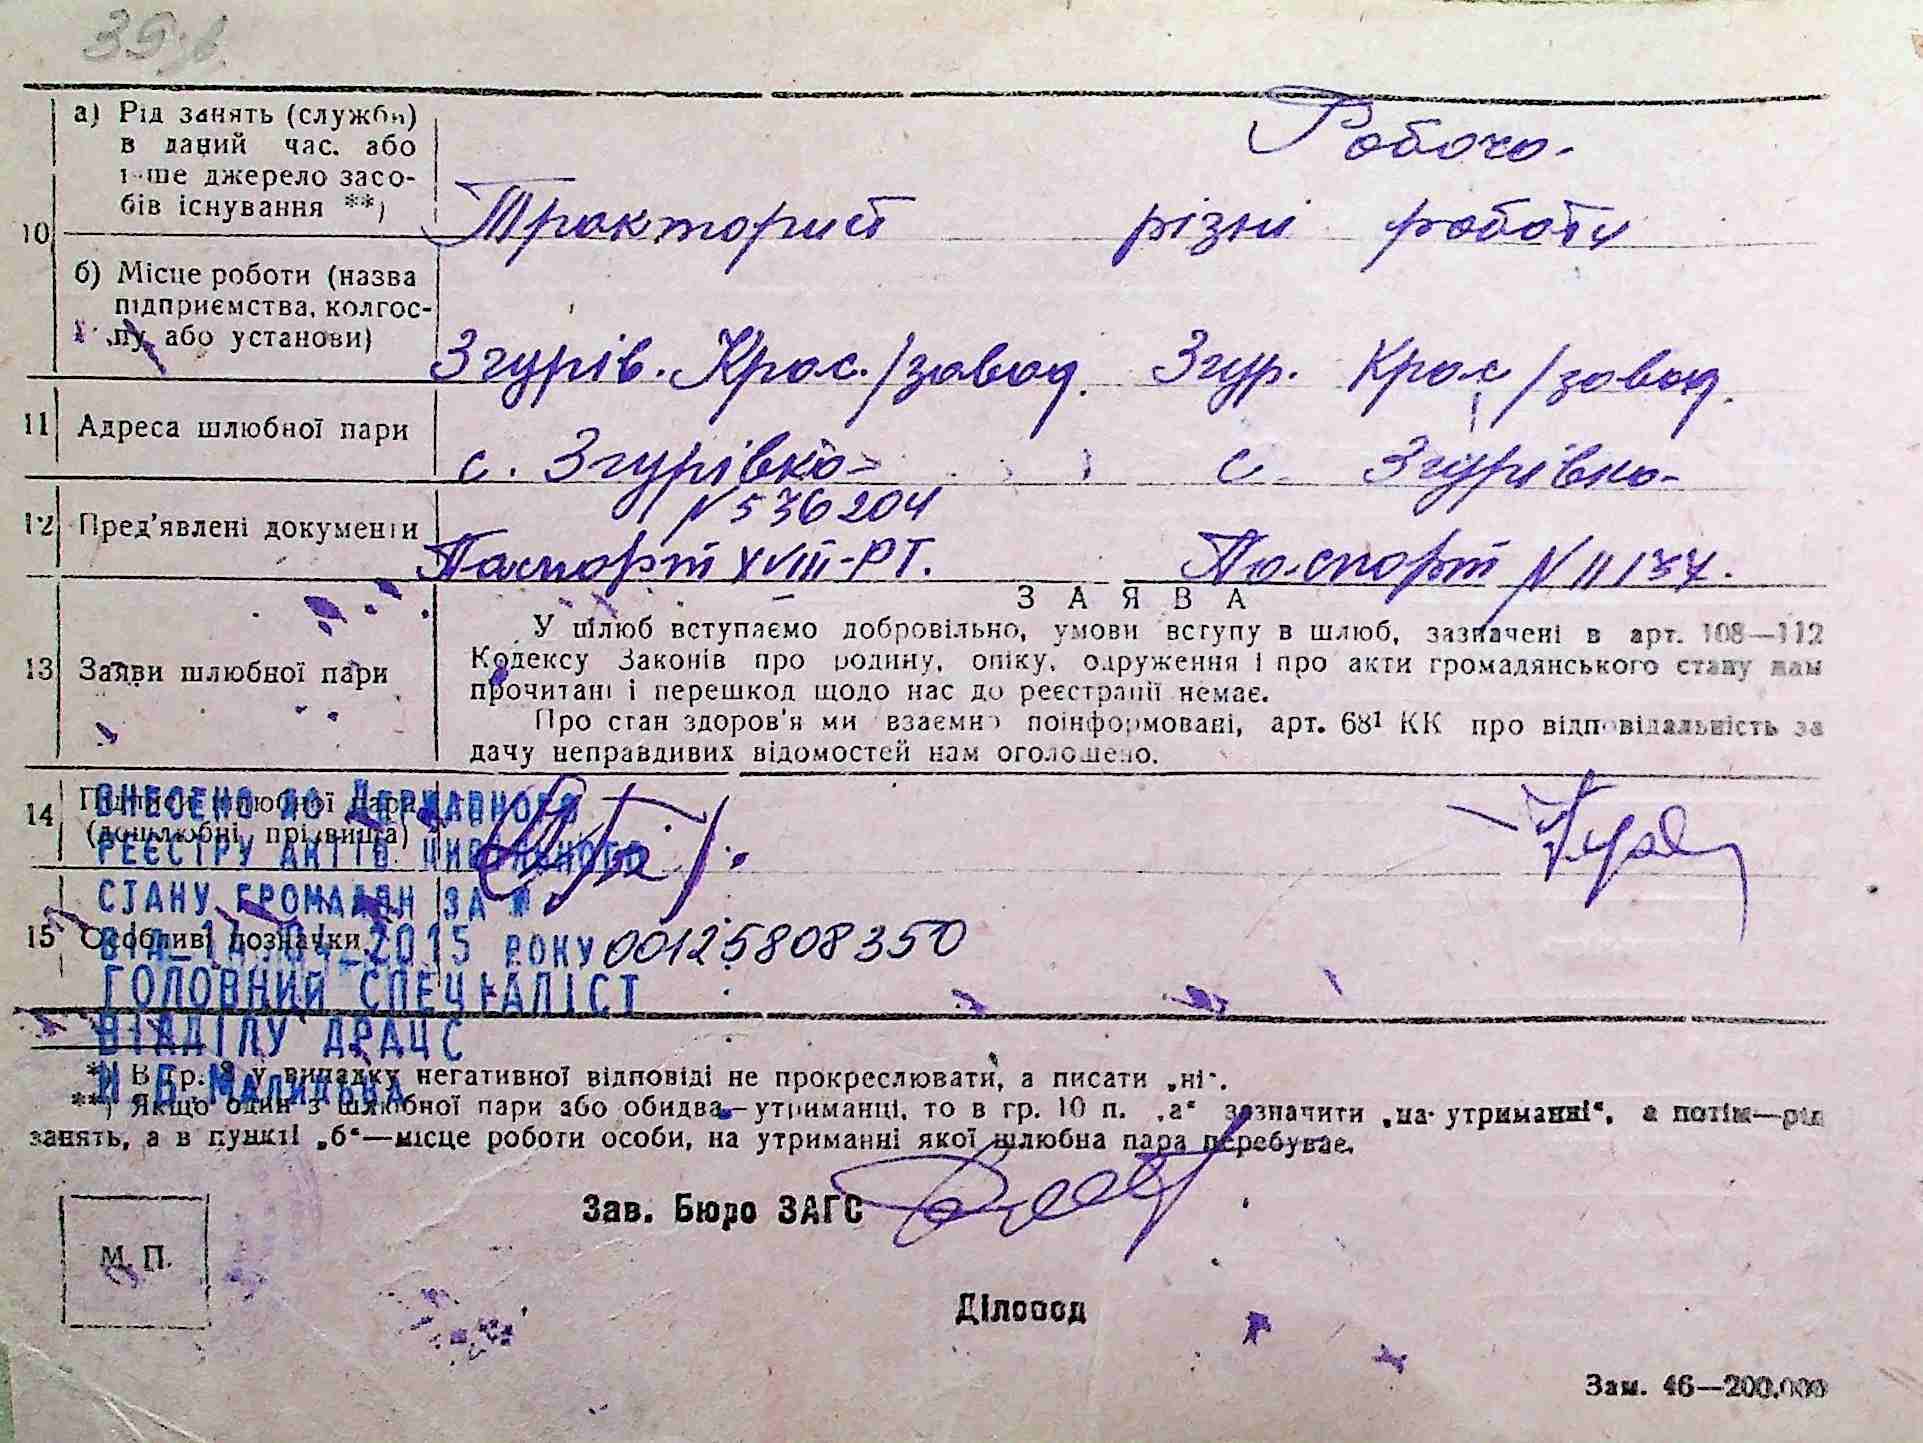 39 в.
а) Рід занять (служби)
в даний час, або
інше джерело засо-
бів існування **)
Робоча-
10
Тракторист різні роботи
б) Місце роботи (назва
підприємства, колгос-
пу або установи)
Згурів. Крас./завод. Згур. Крас/завод.
11 Адреса шлюбної пари
с. Згурівка- с. Згурівка-
N 536204
12 Пред'явлені документи
Паспорт XVIII-РТ. Паспорт N 11137.
З А Я В А
У шлюб вступаємо добровільно, умови вступу в шлюб, зазначені в арт. 108—112
Кодексу Законів про родину, опіку, одруження і про акти громадянського стану нам
13 Заяви шлюбної пари
прочитані і перешкод щодо нас до реєстрації немає.
Про стан здоров'я ми взаємно поінформовані, арт. 68¹ КК про відповідальність за
дачу неправдивих відомостей нам оголошено.
14 Підписи шлюбної пари
(дошлюбні прізвища)
ВНЕСЕНО ДО ДЕРЖАВНОГО
РЕЄСТРУ АКТІВ ЦИВІЛЬНОГО
СТАНУ ГРОМАДЯН ЗА №
15 Особливі позначки
2015 РОКУ 00125808350
ГОЛОВНИЙ СПЕЦІАЛІСТ
ВІДДІЛУ ДРАЦС
*) В гр. 8 у випадку негативної відповіді не прокреслювати, а писати „ні".
**) Якщо один з шлюбної пари або обидва—утриманці, то в гр. 10 п. „а" зазначити „на утриманні", а потім—рід
занять, а в пункті „б"—місце роботи особи, на утриманні якої шлюбна пара перебуває.
Зав. Бюро ЗАГС
М. П.
Діловод
Зам. 46—200.000